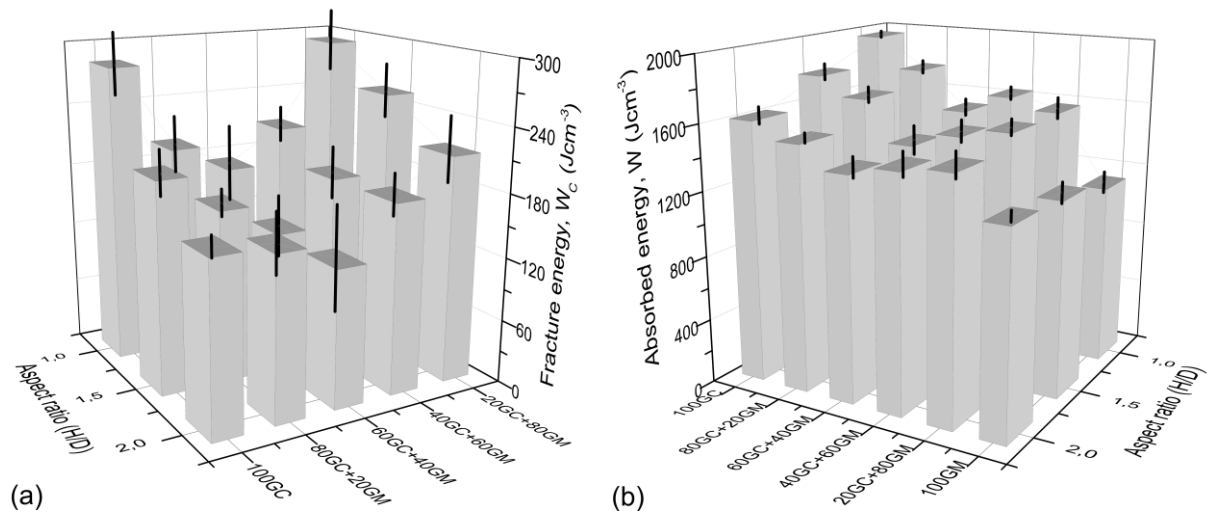 300
240
180
120
60
0
Fracture energy, W_C (Jcm⁻³)
1.0
1.5
2.0
Aspect ratio (H/D)
100GC
80GC+20GM
60GC+40GM
40GC+60GM
20GC+80GM
(a)
2000
1600
1200
800
400
0
Absorbed energy, W (Jcm⁻³)
100GC
80GC+20GM
60GC+40GM
40GC+60GM
20GC+80GM
100GM
1.0
1.5
2.0
Aspect ratio (H/D)
(b)